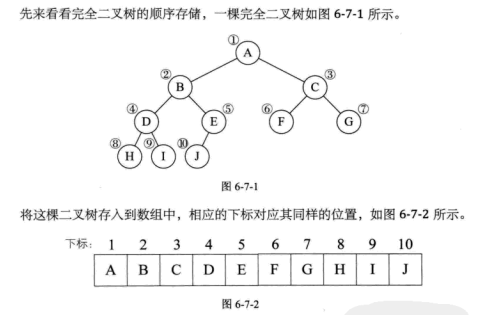 先来看看完全二叉树的顺序存储，一棵完全二叉树如图 6-7-1 所示。
① A
② B ③ C
④ D ⑤ E ⑥ F ⑦ G
⑧ H ⑨ I ⑩ J
图 6-7-1
将这棵二叉树存入到数组中，相应的下标对应其同样的位置，如图 6-7-2 所示。
下标: 1 2 3 4 5 6 7 8 9 10
A B C D E F G H I J
图 6-7-2